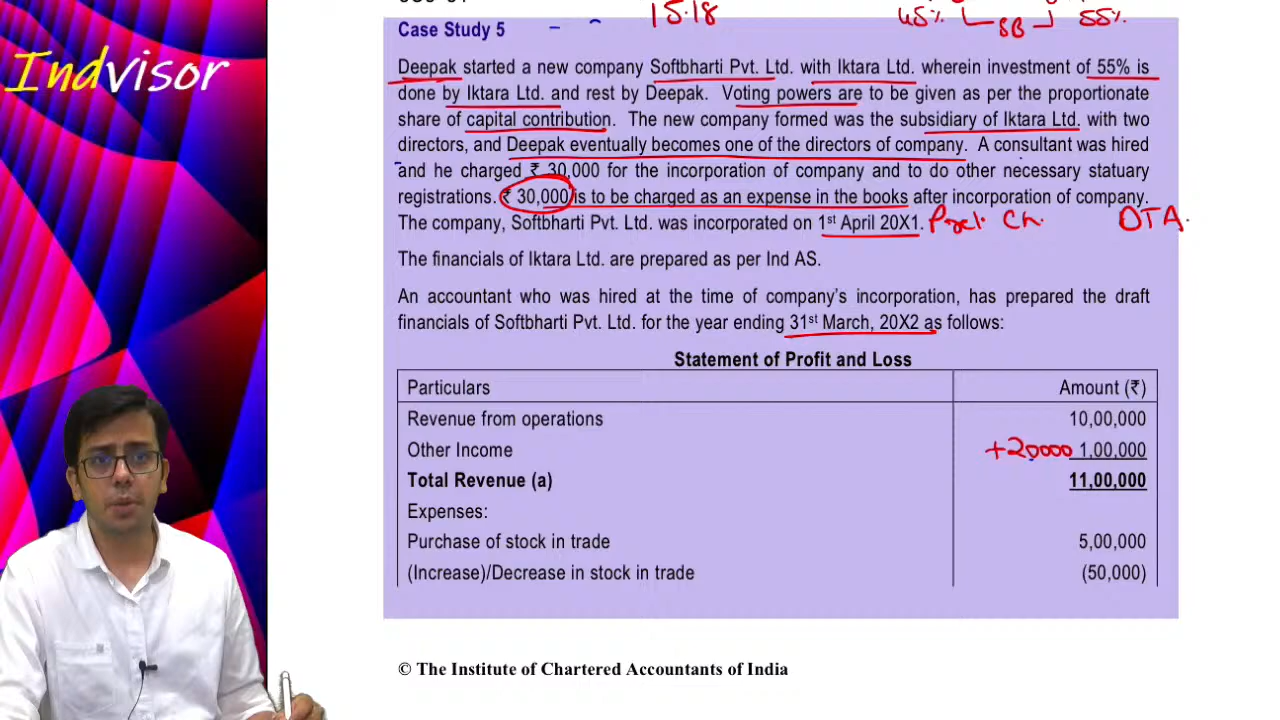 15.18 45% SB 55%
Indvisor
Case Study 5
Deepak started a new company Softbharti Pvt. Ltd. with Iktara Ltd. wherein investment of 55% is
done by Iktara Ltd. and rest by Deepak. Voting powers are to be given as per the proportionate
share of capital contribution. The new company formed was the subsidiary of Iktara Ltd. with two
directors, and Deepak eventually becomes one of the directors of company. A consultant was hired
and he charged ₹ 30,000 for the incorporation of company and to do other necessary statuary
registrations. ₹ 30,000 is to be charged as an expense in the books after incorporation of company.
The company, Softbharti Pvt. Ltd. was incorporated on 1st April 20X1. Prel. Ch. DTA.
The financials of Iktara Ltd. are prepared as per Ind AS.
An accountant who was hired at the time of company's incorporation, has prepared the draft
financials of Softbharti Pvt. Ltd. for the year ending 31st March, 20X2 as follows:
Statement of Profit and Loss
Particulars Amount (₹)
Revenue from operations 10,00,000
Other Income +20000 1,00,000
Total Revenue (a) 11,00,000
Expenses:
Purchase of stock in trade 5,00,000
(Increase)/Decrease in stock in trade (50,000)
© The Institute of Chartered Accountants of India